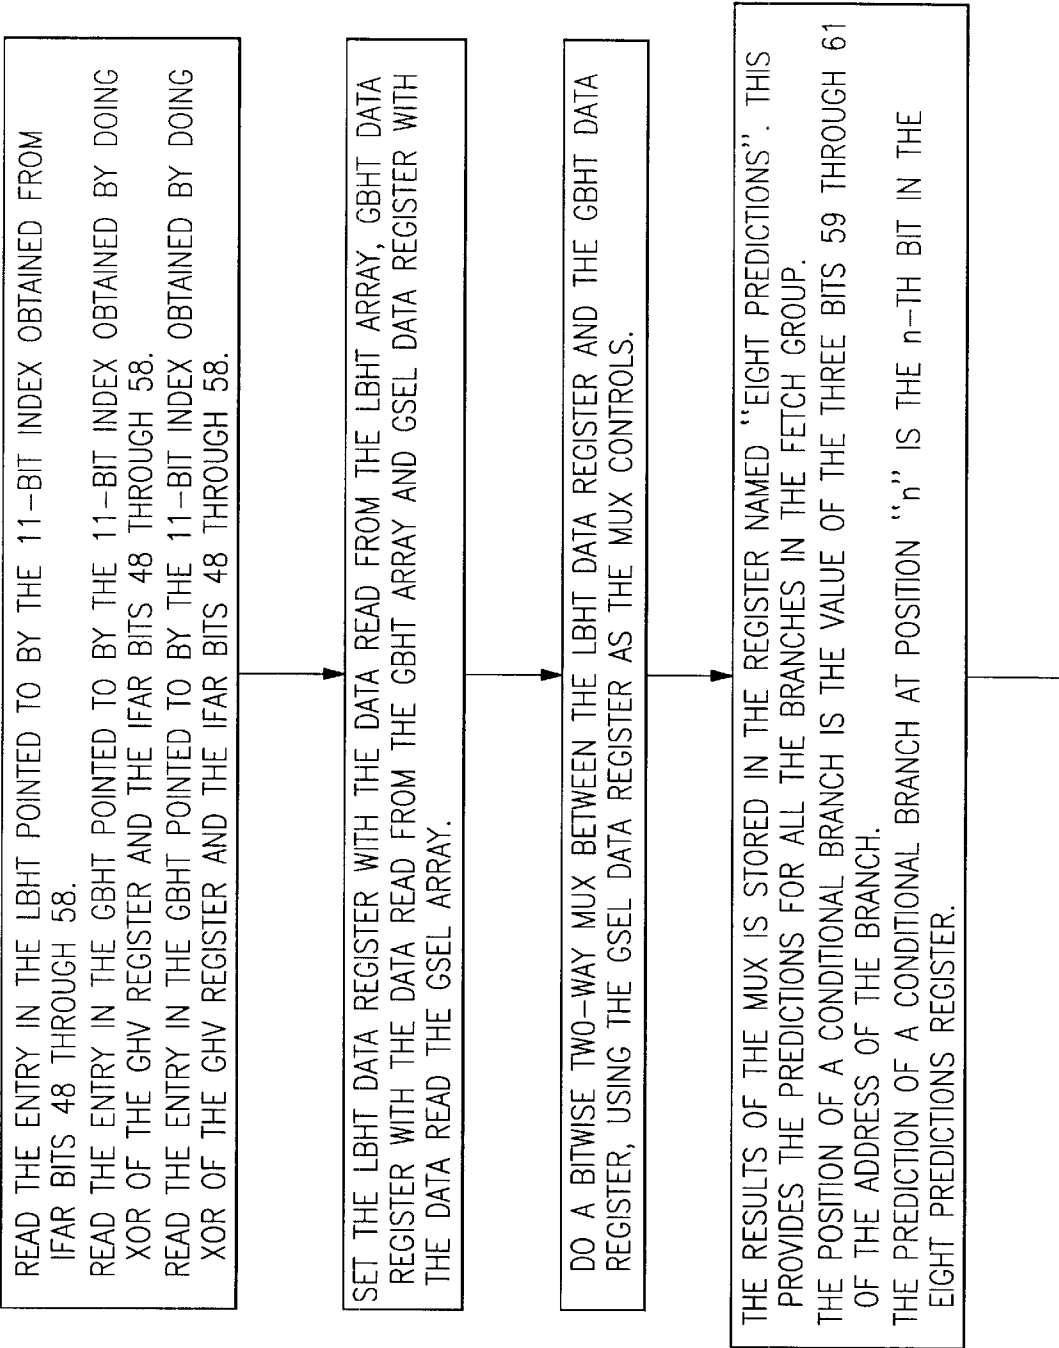 READ THE ENTRY IN THE LBHT POINTED TO BY THE 11-BIT INDEX OBTAINED FROM
IFAR BITS 48 THROUGH 58.
READ THE ENTRY IN THE GBHT POINTED TO BY THE 11-BIT INDEX OBTAINED BY DOING
XOR OF THE GHV REGISTER AND THE IFAR BITS 48 THROUGH 58.
READ THE ENTRY IN THE GBHT POINTED TO BY THE 11-BIT INDEX OBTAINED BY DOING
XOR OF THE GHV REGISTER AND THE IFAR BITS 48 THROUGH 58.
SET THE LBHT DATA REGISTER WITH THE DATA READ FROM THE LBHT ARRAY, GBHT DATA
REGISTER WITH THE DATA READ FROM THE GBHT ARRAY AND GSEL DATA REGISTER WITH
THE DATA READ THE GSEL ARRAY.
DO A BITWISE TWO-WAY MUX BETWEEN THE LBHT DATA REGISTER AND THE GBHT DATA
REGISTER, USING THE GSEL DATA REGISTER AS THE MUX CONTROLS.
THE RESULTS OF THE MUX IS STORED IN THE REGISTER NAMED "EIGHT PREDICTIONS". THIS
PROVIDES THE PREDICTIONS FOR ALL THE BRANCHES IN THE FETCH GROUP.
THE POSITION OF A CONDITIONAL BRANCH IS THE VALUE OF THE THREE BITS 59 THROUGH 61
OF THE ADDRESS OF THE BRANCH.
THE PREDICTION OF A CONDITIONAL BRANCH AT POSITION "n" IS THE n-TH BIT IN THE
EIGHT PREDICTIONS REGISTER.